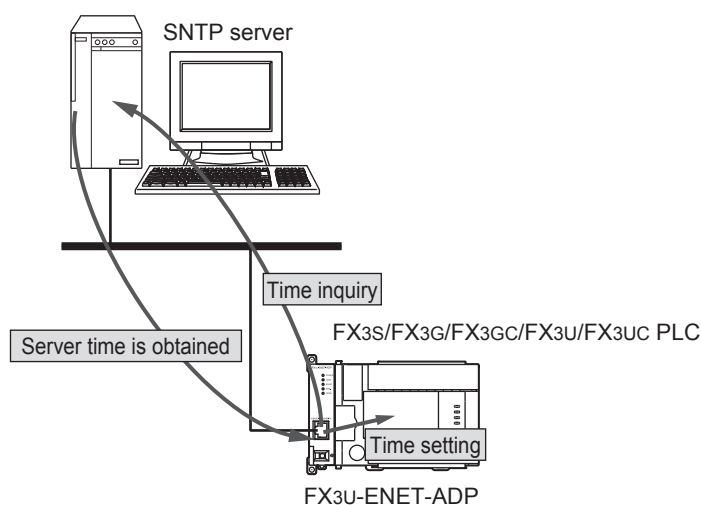 SNTP server
Time inquiry
FX3S/FX3G/FX3GC/FX3U/FX3UC PLC
Server time is obtained
Time setting
FX3U-ENET-ADP